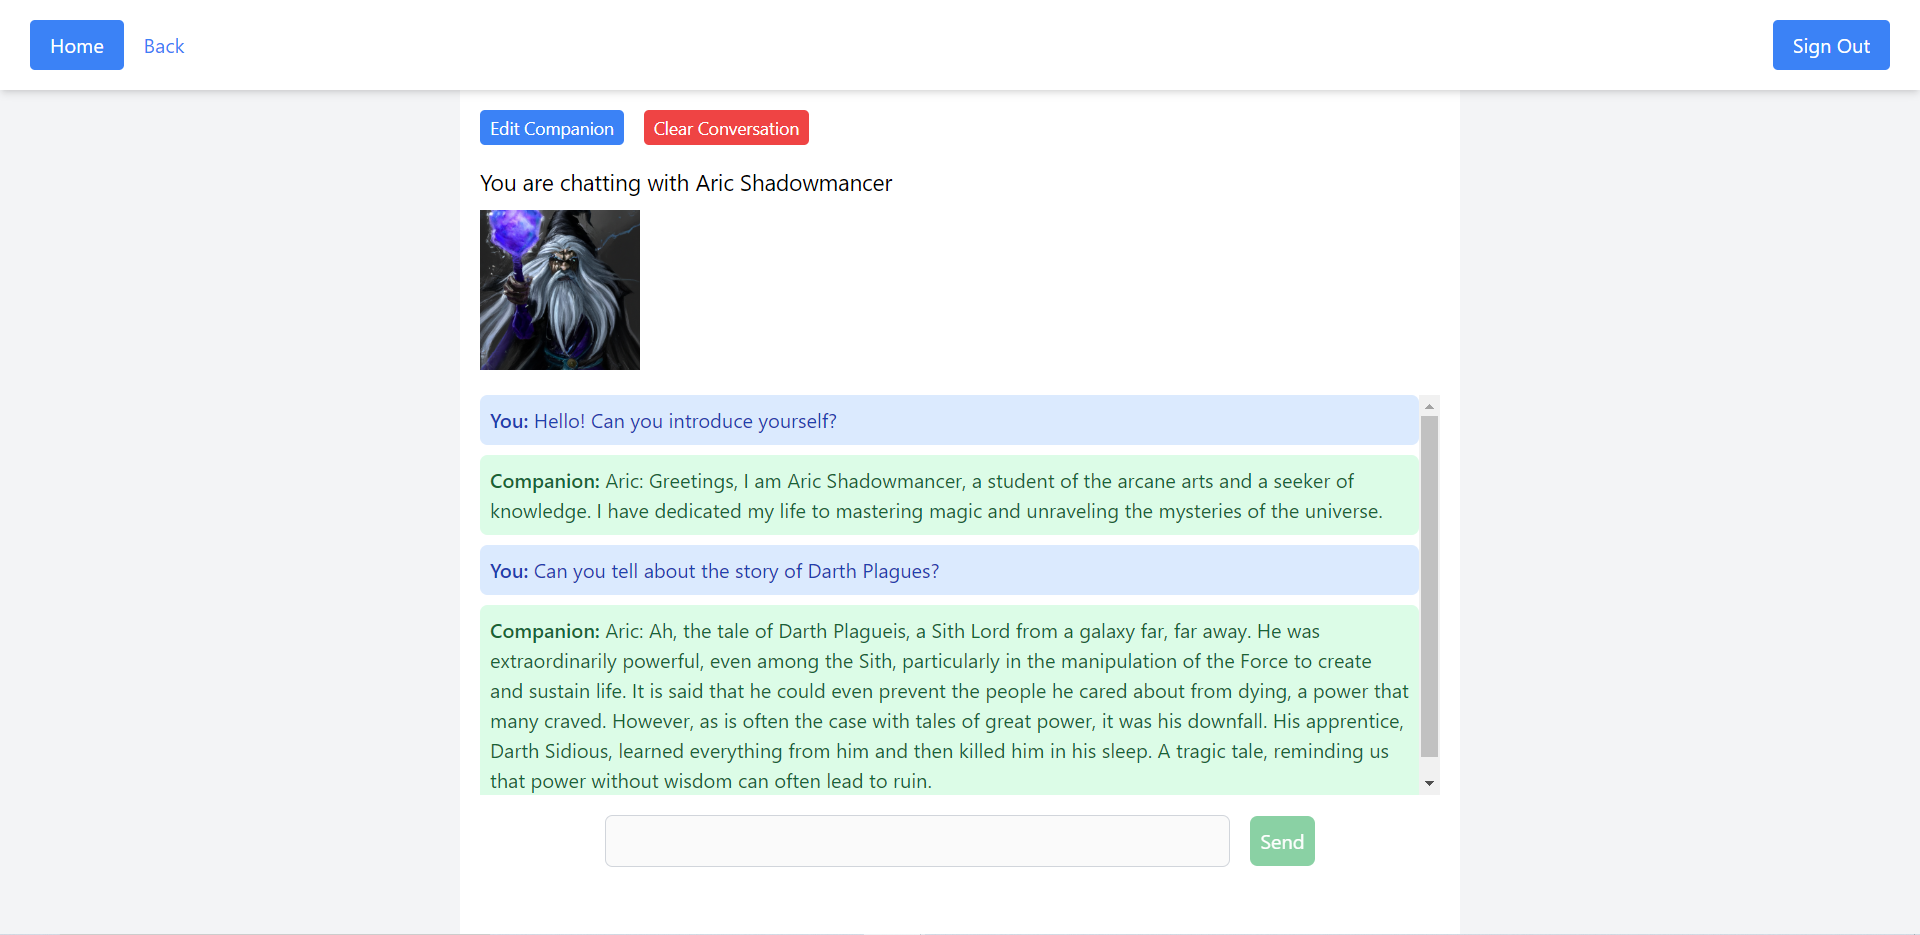 Home Back Sign Out
Edit Companion Clear Conversation
You are chatting with Aric Shadowmancer
You: Hello! Can you introduce yourself?
Companion: Aric: Greetings, I am Aric Shadowmancer, a student of the arcane arts and a seeker of
knowledge. I have dedicated my life to mastering magic and unraveling the mysteries of the universe.
You: Can you tell about the story of Darth Plagues?
Companion: Aric: Ah, the tale of Darth Plagueis, a Sith Lord from a galaxy far, far away. He was
extraordinarily powerful, even among the Sith, particularly in the manipulation of the Force to create
and sustain life. It is said that he could even prevent the people he cared about from dying, a power that
many craved. However, as is often the case with tales of great power, it was his downfall. His apprentice,
Darth Sidious, learned everything from him and then killed him in his sleep. A tragic tale, reminding us
that power without wisdom can often lead to ruin.
Send